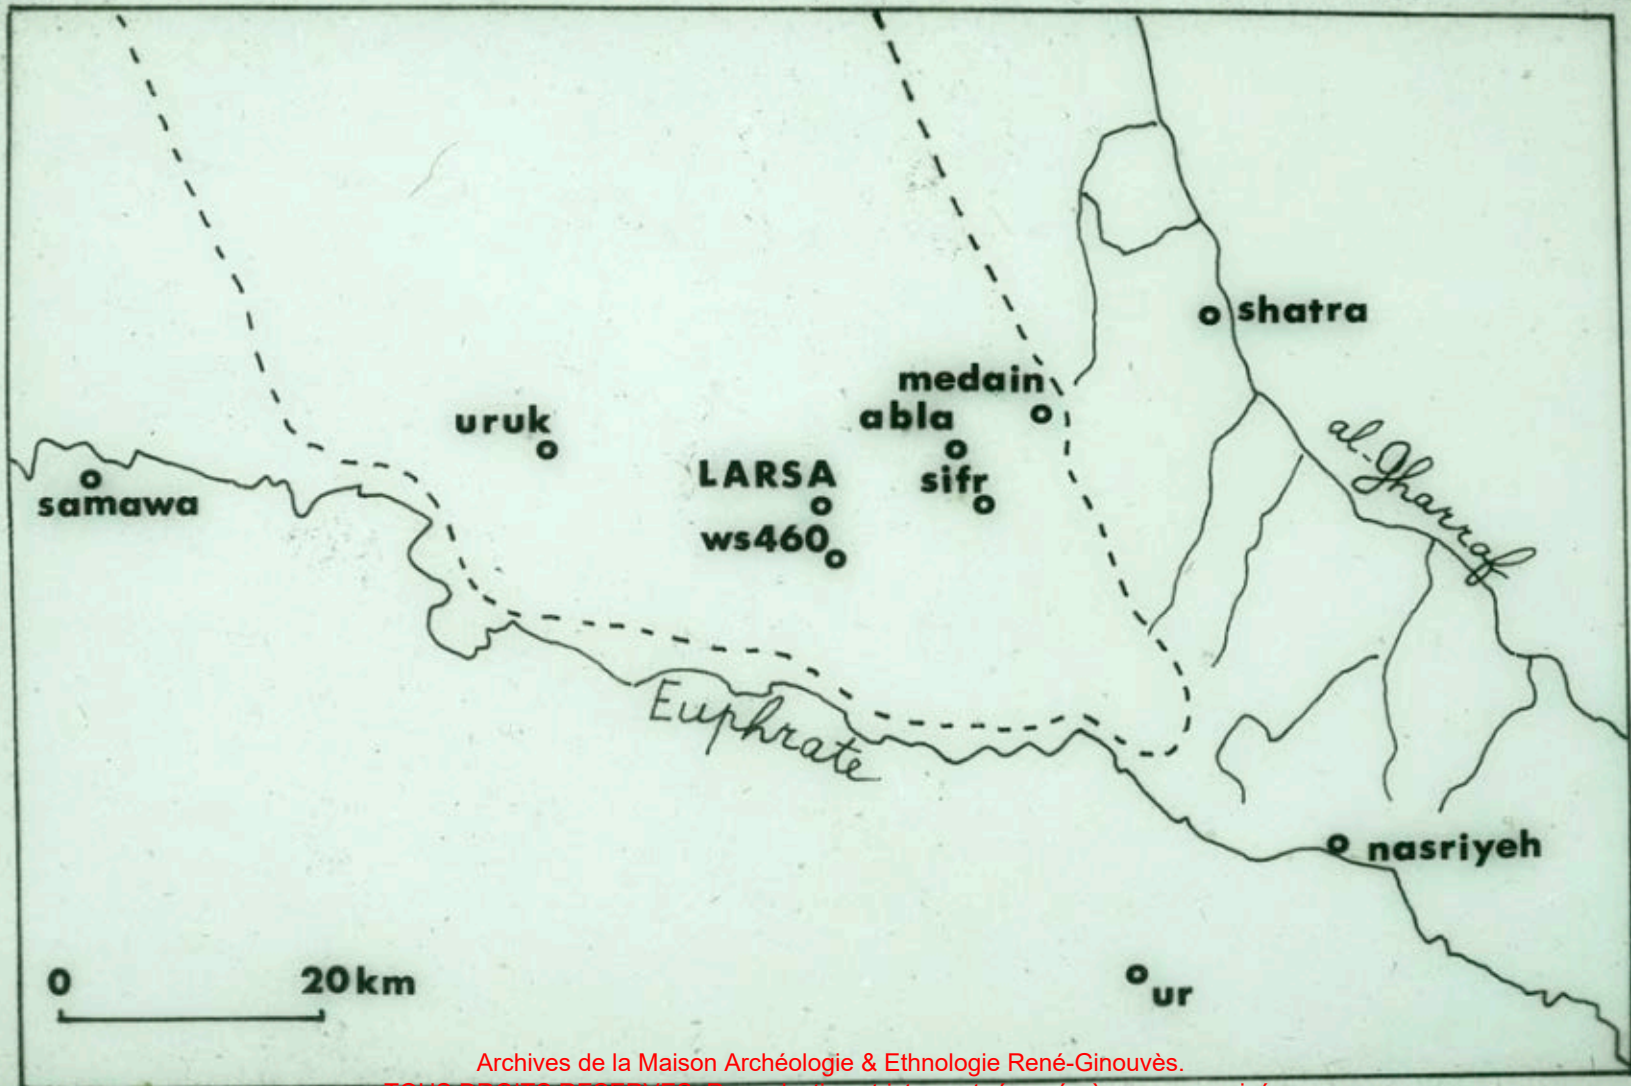 shatra
medain
abla
uruk
al-Gharraf
LARSA
sifr
samawa
ws460
Euphrate
nasriyeh
0 20km
ur
Archives de la Maison Archéologie & Ethnologie René-Ginouvès.